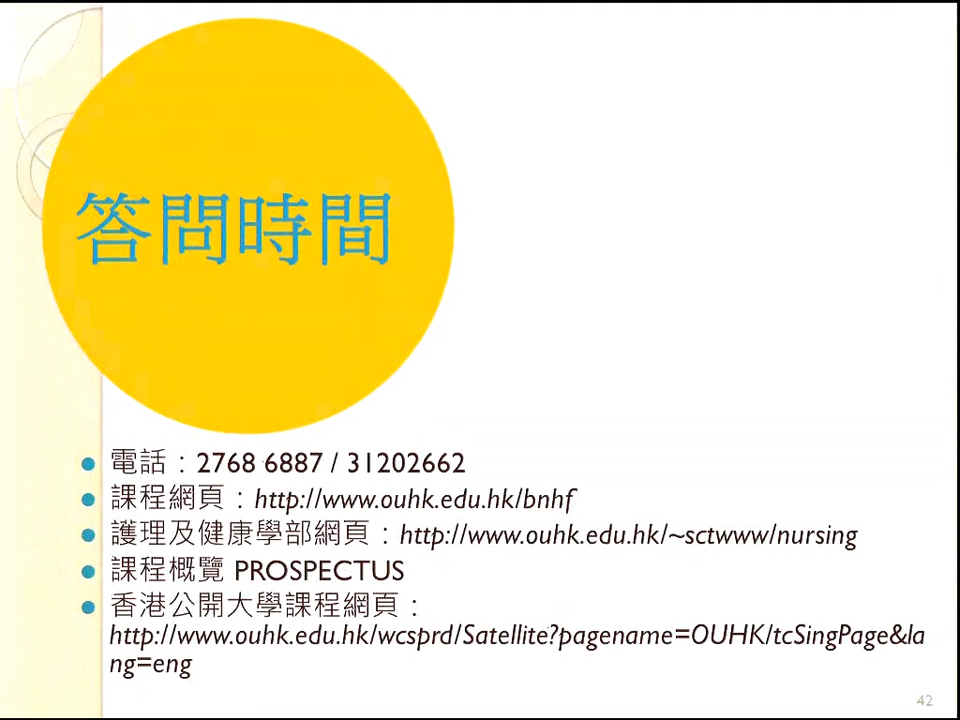 答問時間
電話：2768 6887 / 31202662
課程網頁：http://www.ouhk.edu.hk/bnhf
護理及健康學部網頁：http://www.ouhk.edu.hk/~sctwww/nursing
課程概覽 PROSPECTUS
香港公開大學課程網頁：
http://www.ouhk.edu.hk/wcsprd/Satellite?pagename=OUHK/tcSingPage&la
ng=eng
42